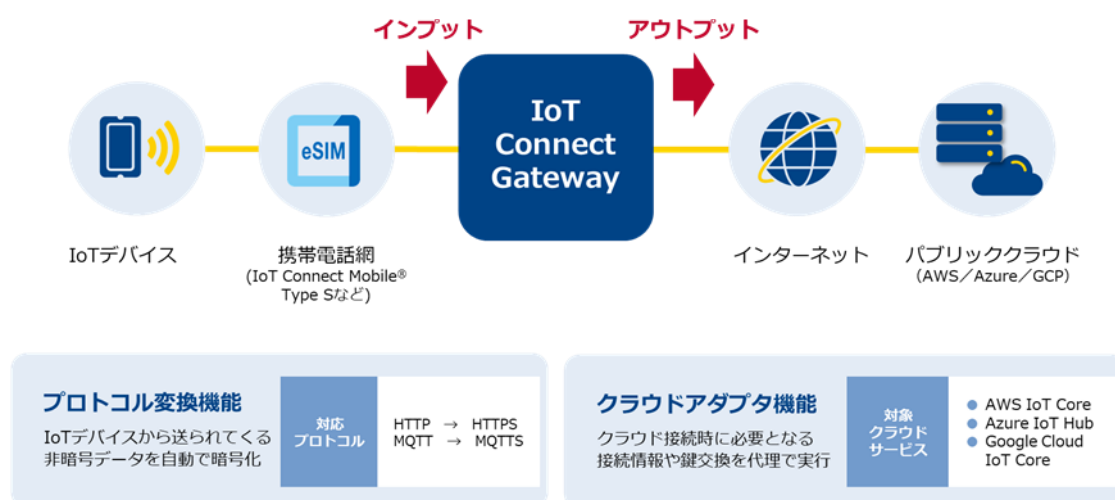 インプット
アウトプット
IoT
Connect
Gateway
eSIM
IoTデバイス
携帯電話網
(IoT Connect Mobile®
Type Sなど)
インターネット
パブリッククラウド
（AWS／Azure／GCP）
プロトコル変換機能
IoTデバイスから送られてくる
非暗号データを自動で暗号化
対応
プロトコル
HTTP → HTTPS
MQTT → MQTTS
クラウドアダプタ機能
クラウド接続時に必要となる
接続情報や鍵交換を代理で実行
対象
クラウド
サービス
● AWS IoT Core
● Azure IoT Hub
● Google Cloud
IoT Core